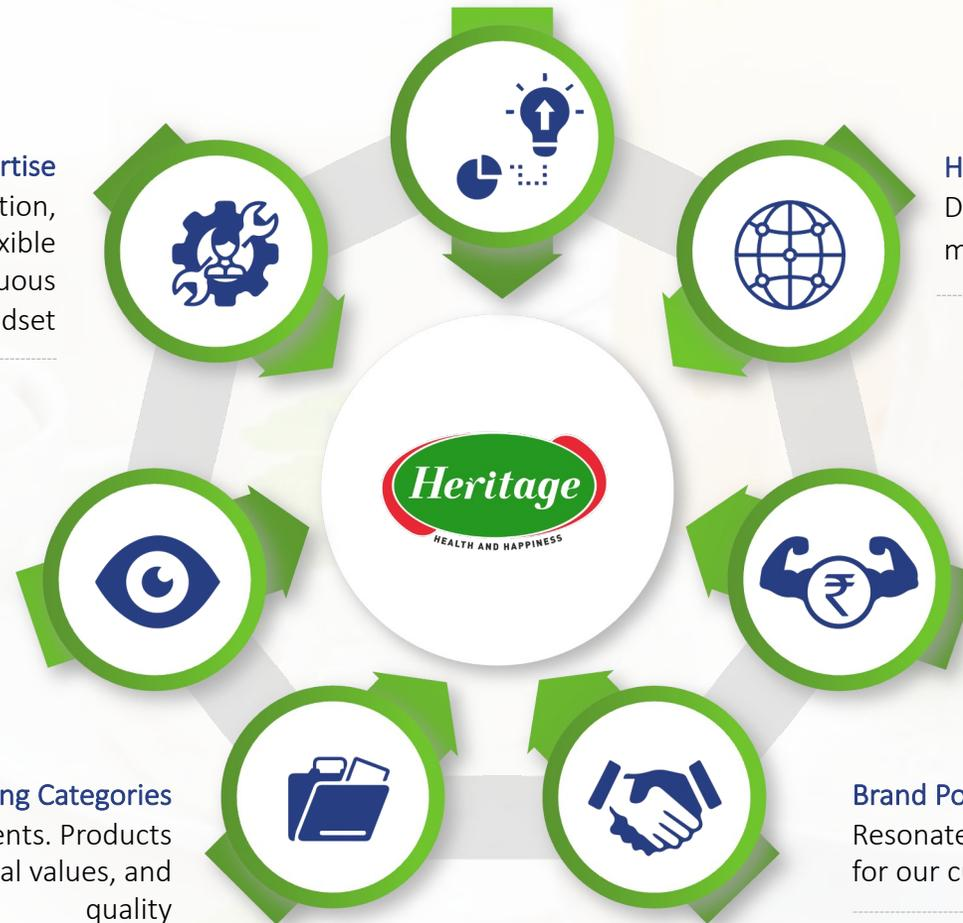 rtise
tion,
xible
uous
dset
H
D
m
Heritage
HEALTH AND HAPPINESS
₹
ng Categories
ents. Products
al values, and
quality
Brand Po
Resonate
for our c